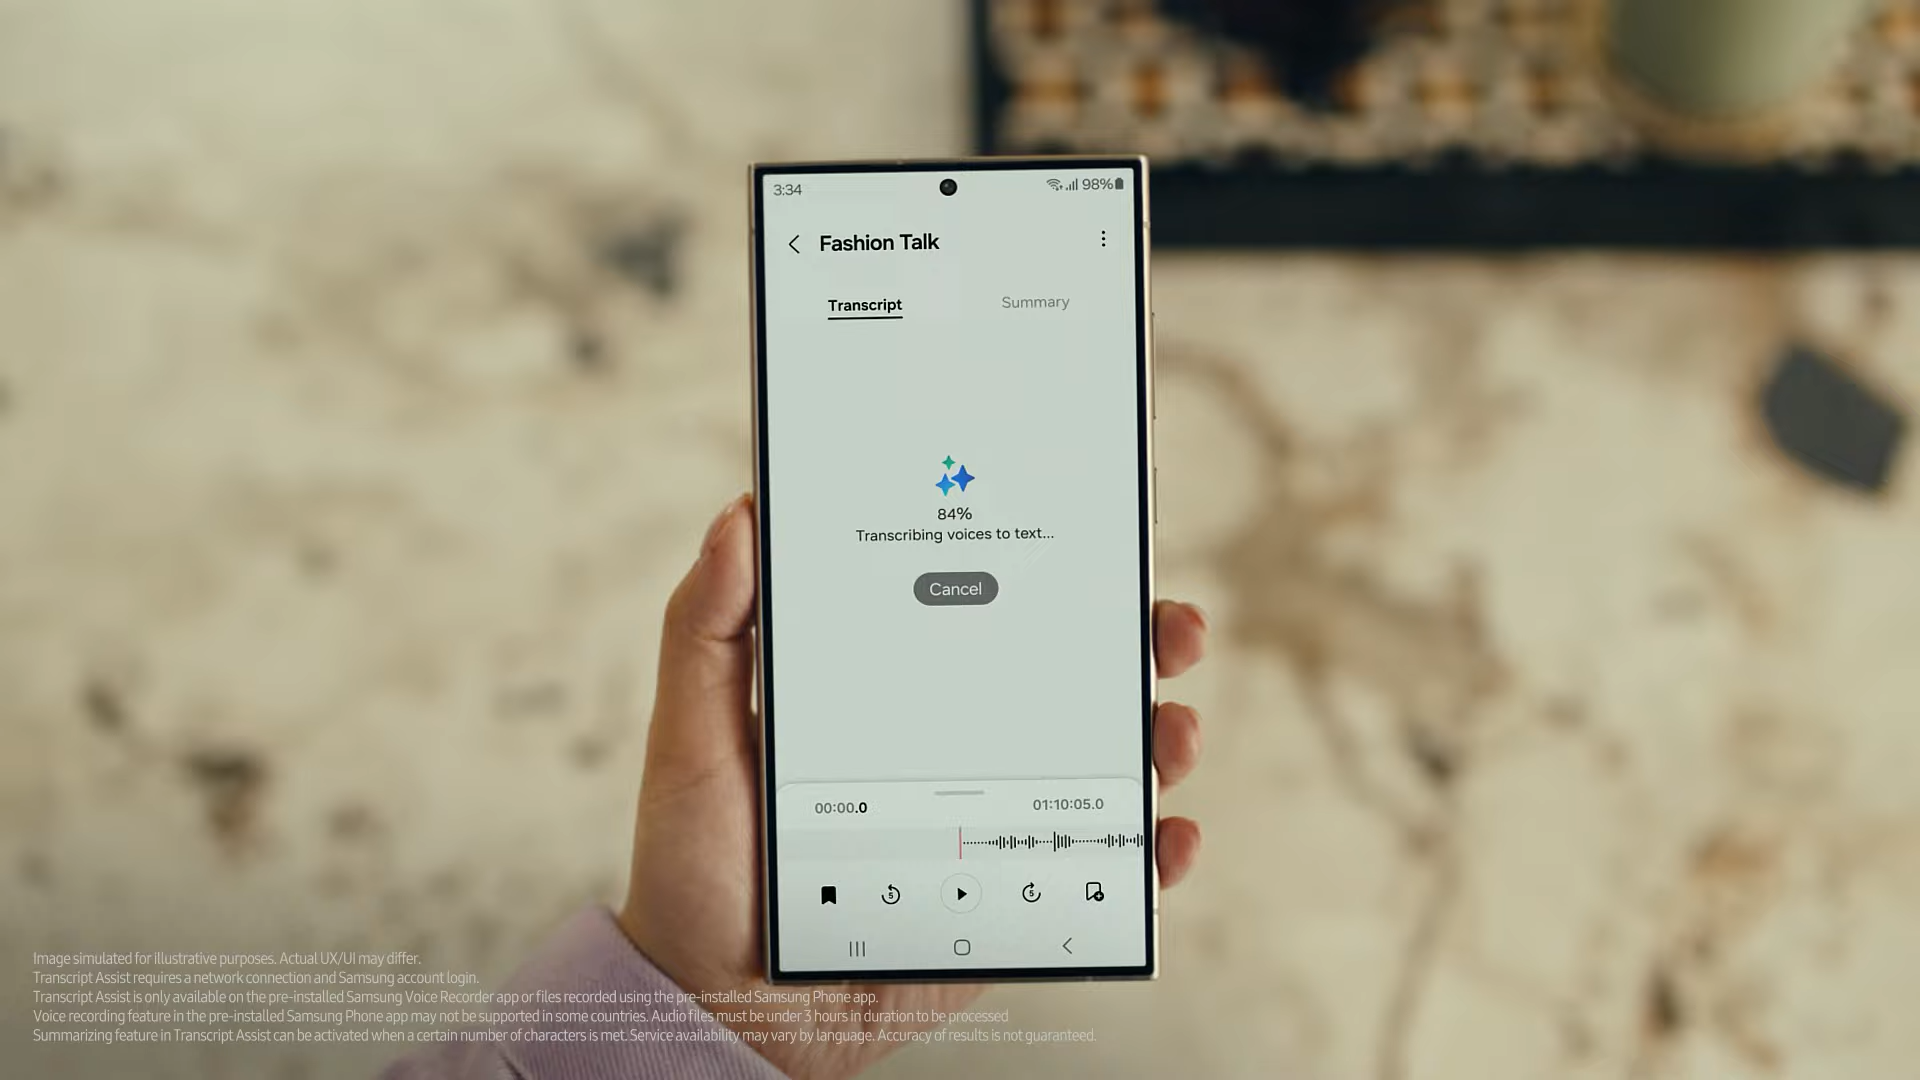 3:34
98%
Fashion Talk
Transcript
Summary
84%
Transcribing voices to text...
Cancel
00:00.0
01:10:05.0
5
5
Image simulated for illustrative purposes. Actual UX/UI may differ.
Transcript Assist requires a network connection and Samsung account login.
Transcript Assist is only available on the pre-installed Samsung Voice Recorder app or files recorded using the pre-installed Samsung Phone app.
Voice recording feature in the pre-installed Samsung Phone app may not be supported in some countries. Audio files must be under 3 hours in duration to be processed
Summarizing feature in Transcript Assist can be activated when a certain number of characters is met. Service availability may vary by language. Accuracy of results is not guaranteed.